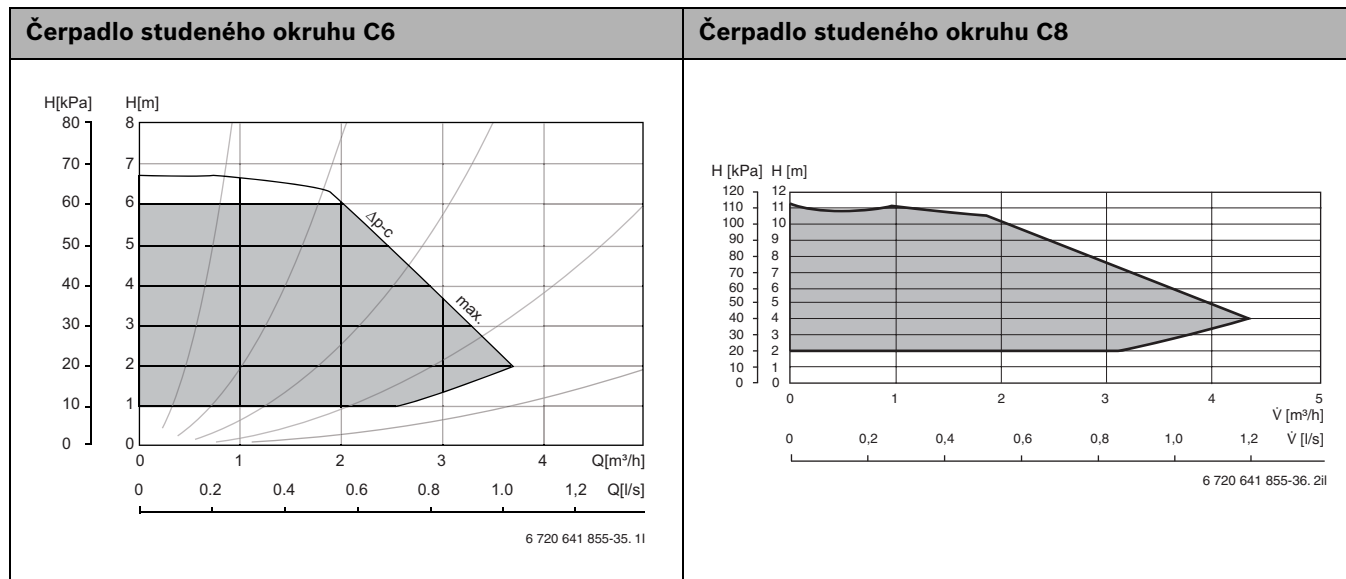 Čerpadlo studeného okruhu C6
H[kPa] H[m]
80 8
70 7
60 6
50 5
40 4
30 3
20 2
10 1
0 0
Δp-c
max.
0 1 2 3 4 Q[m³/h]
0 0.2 0.4 0.6 0.8 1.0 1,2 Q[l/s]
6 720 641 855-35. 1I
Čerpadlo studeného okruhu C8
H [kPa] H [m]
120 12
110 11
100 10
90 9
80 8
70 7
60 6
50 5
40 4
30 3
20 2
10 1
0 0
0 1 2 3 4 5
V̇ [m³/h]
0 0,2 0,4 0,6 0,8 1,0 1,2 V̇ [l/s]
6 720 641 855-36. 2il